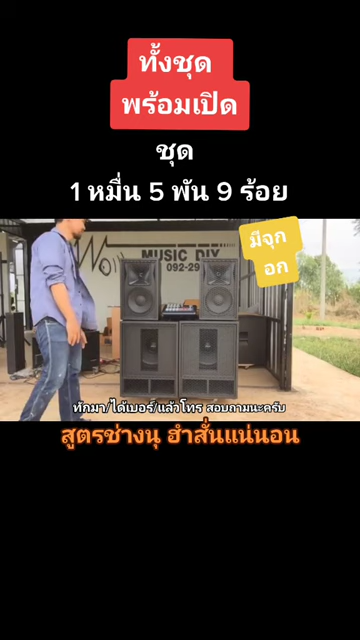 ทั้งชุด
พร้อมเปิด
ชุด
1 หมื่น 5 พัน 9 ร้อย
มีจุก
อก
MUSIC DIY
092-29
ทักมา/ได้เบอร์/แล้วโทร สอบถามนะครับ
สูตรช่างนุ ฮำสั่นแน่นอน